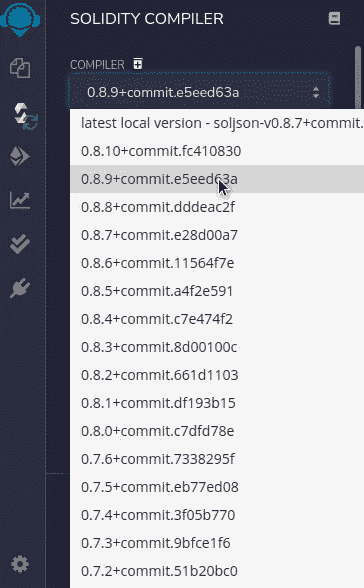 SOLIDITY COMPILER
COMPILER
0.8.9+commit.e5eed63a
latest local version - soljson-v0.8.7+commit.
0.8.10+commit.fc410830
0.8.9+commit.e5eed63a
0.8.8+commit.dddeac2f
0.8.7+commit.e28d00a7
0.8.6+commit.11564f7e
0.8.5+commit.a4f2e591
0.8.4+commit.c7e474f2
0.8.3+commit.8d00100c
0.8.2+commit.661d1103
0.8.1+commit.df193b15
0.8.0+commit.c7dfd78e
0.7.6+commit.7338295f
0.7.5+commit.eb77ed08
0.7.4+commit.3f05b770
0.7.3+commit.9bfce1f6
0.7.2+commit.51b20bc0